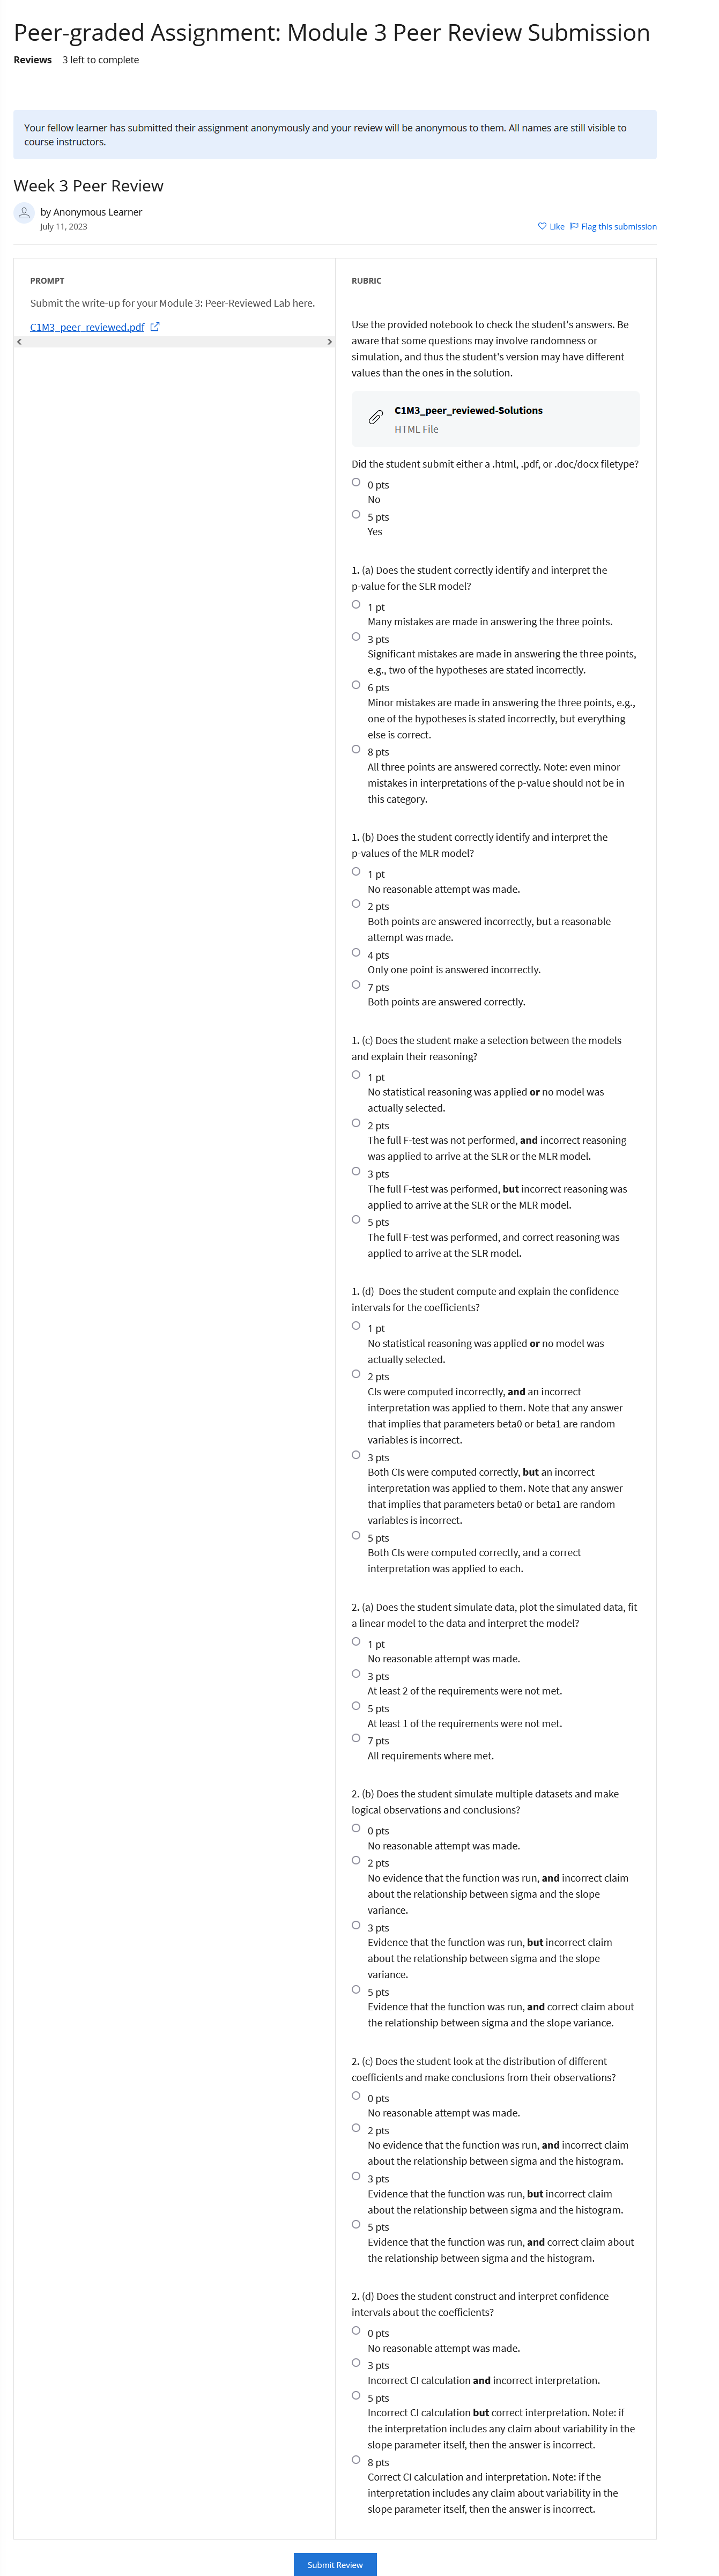 Peer-graded Assignment: Module 3 Peer Review Submission
Reviews 3 left to complete
Your fellow learner has submitted their assignment anonymously and your review will be anonymous to them. All names are still visible to
course instructors.
Week 3 Peer Review
by Anonymous Learner
July 11, 2023
Like Flag this submission
PROMPT
Submit the write-up for your Module 3: Peer-Reviewed Lab here.
C1M3_peer_reviewed.pdf
RUBRIC
Use the provided notebook to check the student's answers. Be
aware that some questions may involve randomness or
simulation, and thus the student's version may have different
values than the ones in the solution.
C1M3_peer_reviewed-Solutions
HTML File
Did the student submit either a .html, .pdf, or .doc/docx filetype?
0 pts
No
5 pts
Yes
1. (a) Does the student correctly identify and interpret the
p-value for the SLR model?
1 pt
Many mistakes are made in answering the three points.
3 pts
Significant mistakes are made in answering the three points,
e.g., two of the hypotheses are stated incorrectly.
6 pts
Minor mistakes are made in answering the three points, e.g.,
one of the hypotheses is stated incorrectly, but everything
else is correct.
8 pts
All three points are answered correctly. Note: even minor
mistakes in interpretations of the p-value should not be in
this category.
1. (b) Does the student correctly identify and interpret the
p-values of the MLR model?
1 pt
No reasonable attempt was made.
2 pts
Both points are answered incorrectly, but a reasonable
attempt was made.
4 pts
Only one point is answered incorrectly.
7 pts
Both points are answered correctly.
1. (c) Does the student make a selection between the models
and explain their reasoning?
1 pt
No statistical reasoning was applied or no model was
actually selected.
2 pts
The full F-test was not performed, and incorrect reasoning
was applied to arrive at the SLR or the MLR model.
3 pts
The full F-test was performed, but incorrect reasoning was
applied to arrive at the SLR or the MLR model.
5 pts
The full F-test was performed, and correct reasoning was
applied to arrive at the SLR model.
1. (d) Does the student compute and explain the confidence
intervals for the coefficients?
1 pt
No statistical reasoning was applied or no model was
actually selected.
2 pts
CIs were computed incorrectly, and an incorrect
interpretation was applied to them. Note that any answer
that implies that parameters beta0 or beta1 are random
variables is incorrect.
3 pts
Both CIs were computed correctly, but an incorrect
interpretation was applied to them. Note that any answer
that implies that parameters beta0 or beta1 are random
variables is incorrect.
5 pts
Both CIs were computed correctly, and a correct
interpretation was applied to each.
2. (a) Does the student simulate data, plot the simulated data, fit
a linear model to the data and interpret the model?
1 pt
No reasonable attempt was made.
3 pts
At least 2 of the requirements were not met.
5 pts
At least 1 of the requirements were not met.
7 pts
All requirements where met.
2. (b) Does the student simulate multiple datasets and make
logical observations and conclusions?
0 pts
No reasonable attempt was made.
2 pts
No evidence that the function was run, and incorrect claim
about the relationship between sigma and the slope
variance.
3 pts
Evidence that the function was run, but incorrect claim
about the relationship between sigma and the slope
variance.
5 pts
Evidence that the function was run, and correct claim about
the relationship between sigma and the slope variance.
2. (c) Does the student look at the distribution of different
coefficients and make conclusions from their observations?
0 pts
No reasonable attempt was made.
2 pts
No evidence that the function was run, and incorrect claim
about the relationship between sigma and the histogram.
3 pts
Evidence that the function was run, but incorrect claim
about the relationship between sigma and the histogram.
5 pts
Evidence that the function was run, and correct claim about
the relationship between sigma and the histogram.
2. (d) Does the student construct and interpret confidence
intervals about the coefficients?
0 pts
No reasonable attempt was made.
3 pts
Incorrect CI calculation and incorrect interpretation.
5 pts
Incorrect CI calculation but correct interpretation. Note: if
the interpretation includes any claim about variability in the
slope parameter itself, then the answer is incorrect.
8 pts
Correct CI calculation and interpretation. Note: if the
interpretation includes any claim about variability in the
slope parameter itself, then the answer is incorrect.
Submit Review